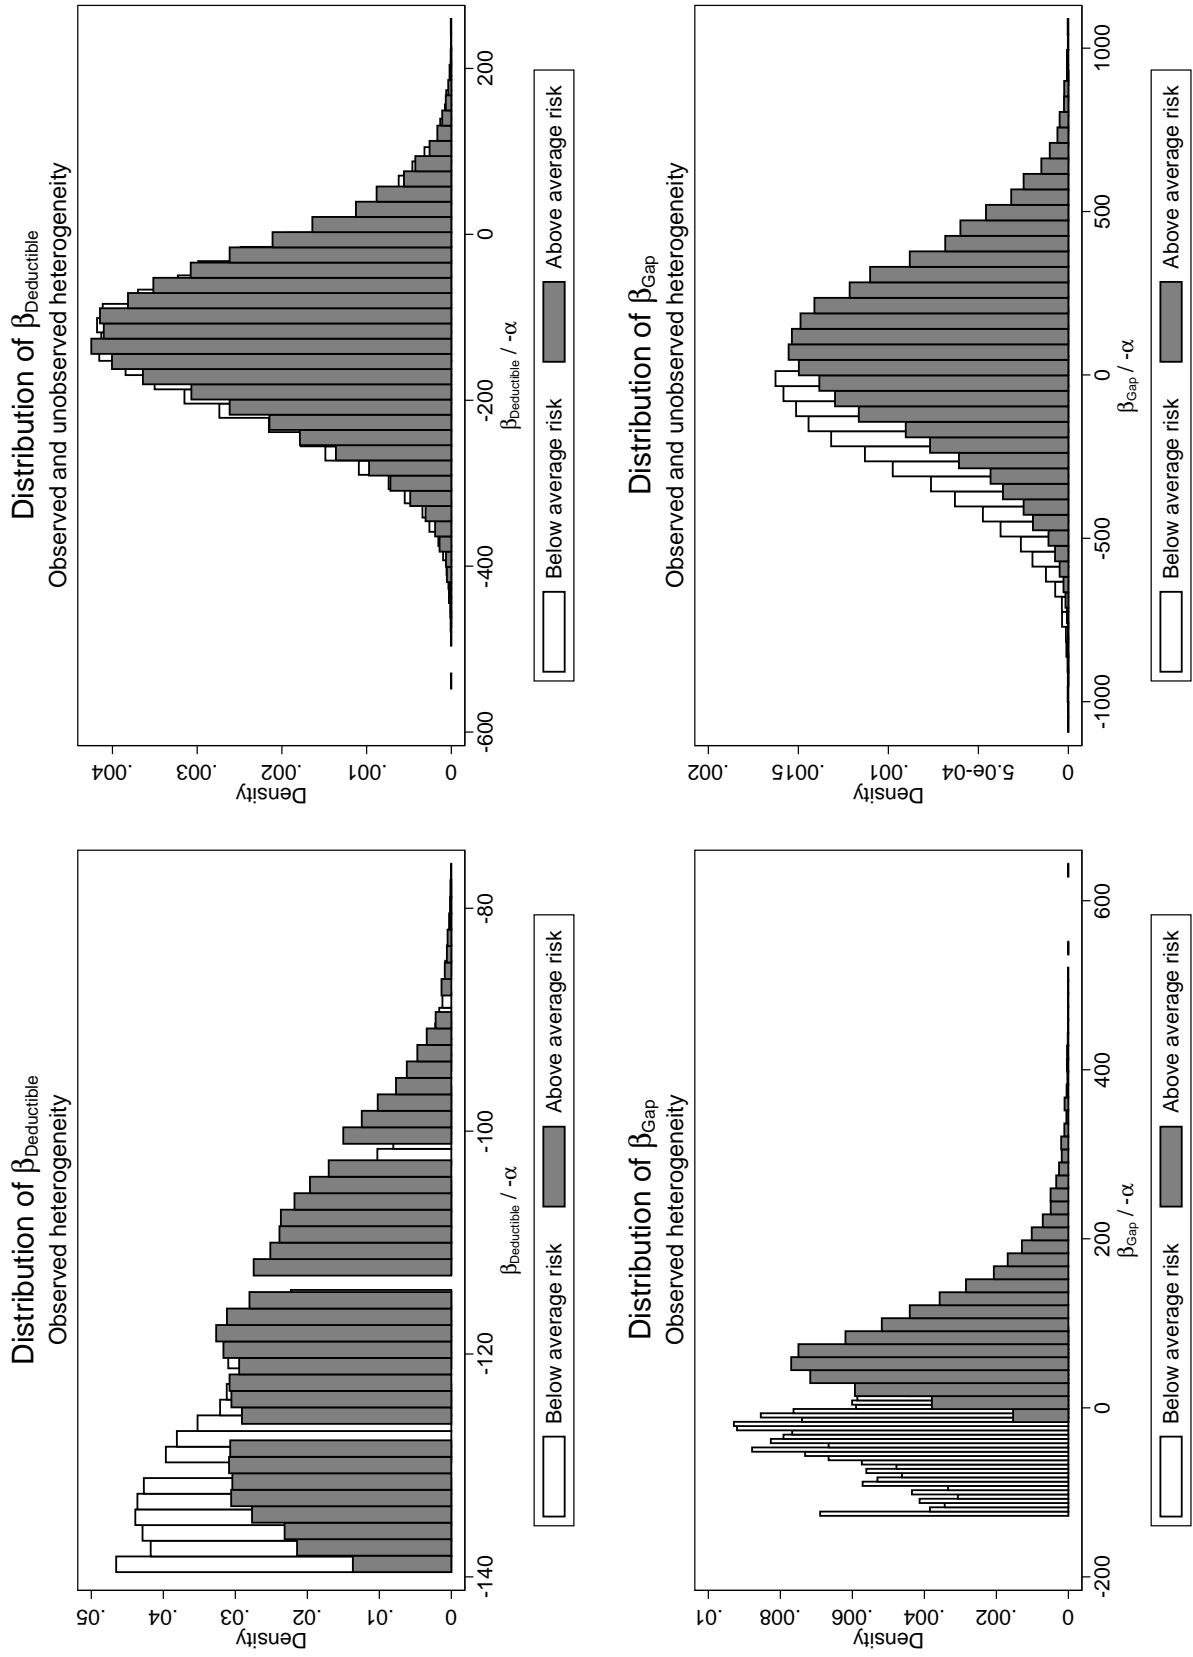 Distribution of βDeductible
Observed heterogeneity
Density
.05
.04
.03
.02
.01
0
-140 -120 -100 -80
βDeductible / -α
Below average risk Above average risk
Distribution of βDeductible
Observed and unobserved heterogeneity
Density
.004
.003
.002
.001
0
-600 -400 -200 0 200
βDeductible / -α
Below average risk Above average risk
Distribution of βGap
Observed heterogeneity
Density
.01
.008
.006
.004
.002
0
-200 0 200 400 600
βGap / -α
Below average risk Above average risk
Distribution of βGap
Observed and unobserved heterogeneity
Density
.002
.0015
.001
5.0e-04
0
-1000 -500 0 500 1000
βGap / -α
Below average risk Above average risk